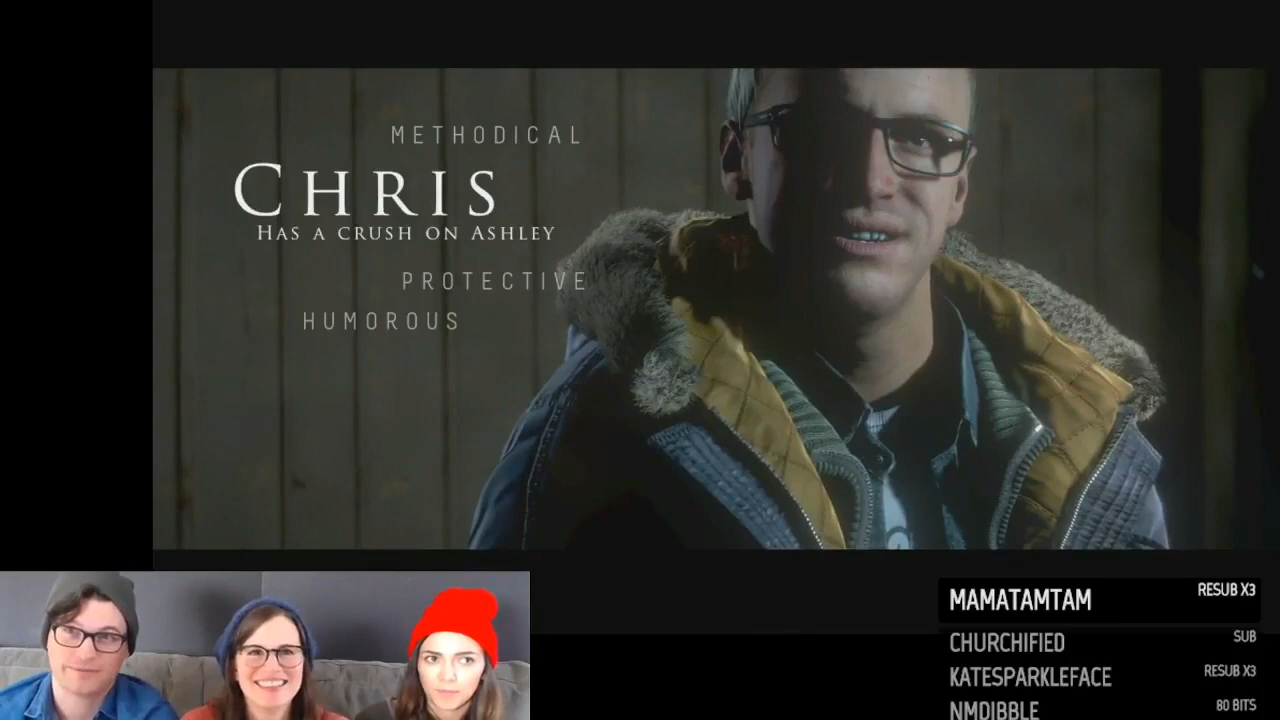 METHODICAL
CHRIS
HAS A CRUSH ON ASHLEY
PROTECTIVE
HUMOROUS
MAMATAMTAM RESUB X3
CHURCHIFIED SUB
KATESPARKLEFACE RESUB X3
NMDIBBLE 80 BITS